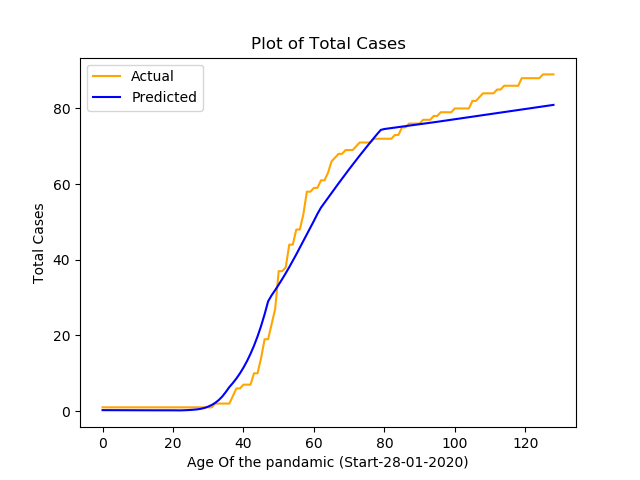 Plot of Total Cases
Actual
Predicted
Total Cases
80
60
40
20
0
0 20 40 60 80 100 120
Age Of the pandamic (Start-28-01-2020)